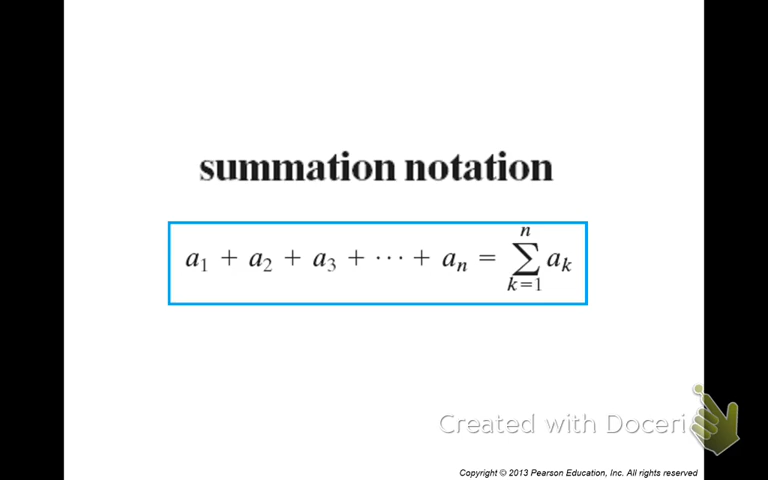 summation notation
a₁ + a₂ + a₃ + ⋯ + aₙ = ∑ₖ₌₁ⁿ aₖ
Created with Doceri
Copyright © 2013 Pearson Education, Inc. All rights reserved